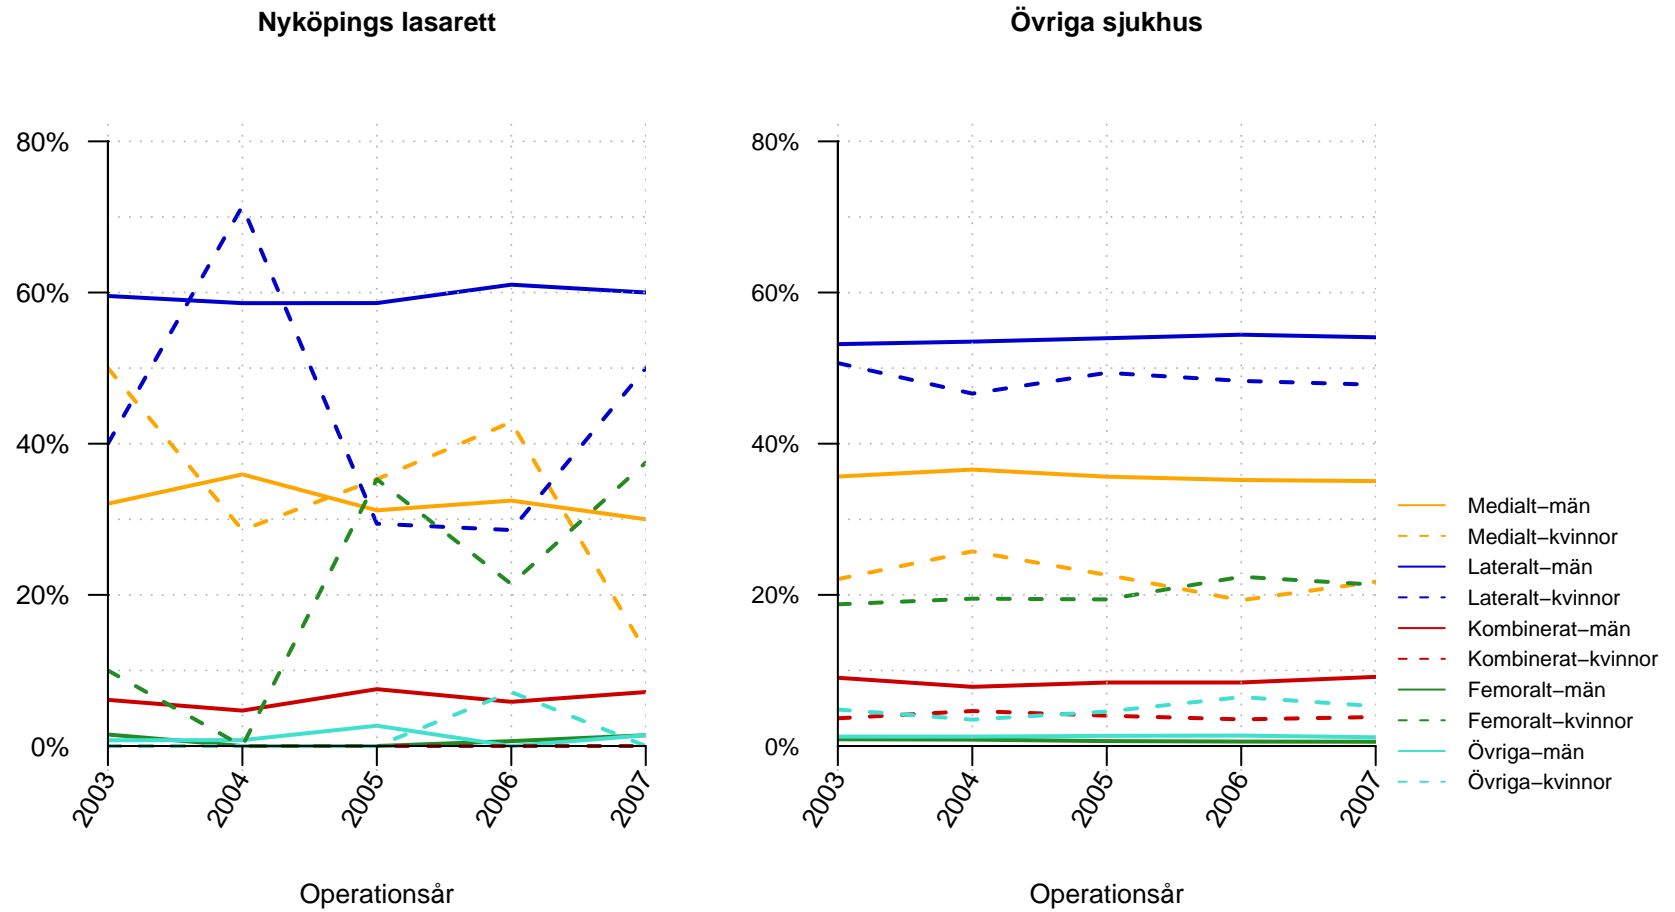 Nyköpings lasarett
80%
60%
40%
20%
0%
2003
2004
2005
2006
2007
Operationsår
Övriga sjukhus
80%
60%
40%
20%
0%
2003
2004
2005
2006
2007
Operationsår
Medialt−män
Medialt−kvinnor
Lateralt−män
Lateralt−kvinnor
Kombinerat−män
Kombinerat−kvinnor
Femoralt−män
Femoralt−kvinnor
Övriga−män
Övriga−kvinnor